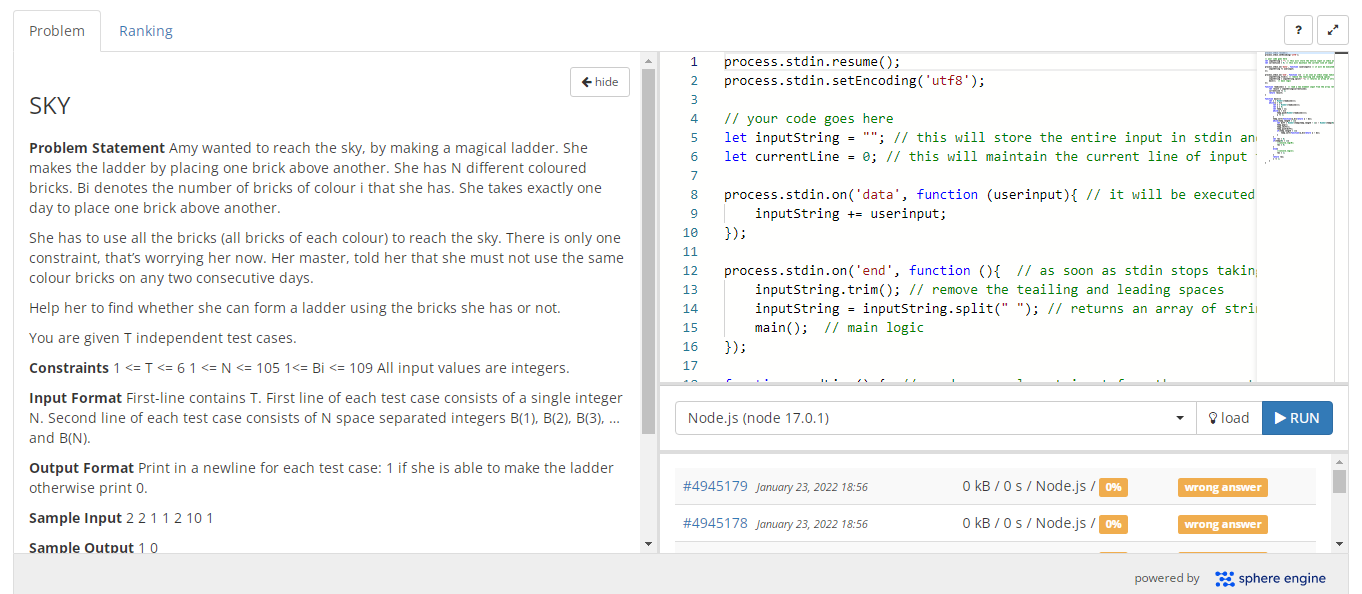 Problem
Ranking
?
hide
SKY
Problem Statement Amy wanted to reach the sky, by making a magical ladder. She
makes the ladder by placing one brick above another. She has N different coloured
bricks. Bi denotes the number of bricks of colour i that she has. She takes exactly one
day to place one brick above another.
She has to use all the bricks (all bricks of each colour) to reach the sky. There is only one
constraint, that’s worrying her now. Her master, told her that she must not use the same
colour bricks on any two consecutive days.
Help her to find whether she can form a ladder using the bricks she has or not.
You are given T independent test cases.
Constraints 1 <= T <= 6 1 <= N <= 105 1<= Bi <= 109 All input values are integers.
Input Format First-line contains T. First line of each test case consists of a single integer
N. Second line of each test case consists of N space separated integers B(1), B(2), B(3), ...
and B(N).
Output Format Print in a newline for each test case: 1 if she is able to make the ladder
otherwise print 0.
Sample Input 2 2 1 1 2 10 1
Sample Output 1 0
1 process.stdin.resume();
2 process.stdin.setEncoding('utf8');
3
4 // your code goes here
5 let inputString = ""; // this will store the entire input in stdin an
6 let currentLine = 0; // this will maintain the current line of input
7
8 process.stdin.on('data', function (userinput){ // it will be executed
9 inputString += userinput;
10 });
11
12 process.stdin.on('end', function (){  // as soon as stdin stops takin
13 inputString.trim(); // remove the teailing and leading spaces
14 inputString = inputString.split(" "); // returns an array of stri
15 main();  // main logic
16 });
17
Node.js (node 17.0.1)
load
RUN
#4945179 January 23, 2022 18:56 0 kB / 0 s / Node.js / 0% wrong answer
#4945178 January 23, 2022 18:56 0 kB / 0 s / Node.js / 0% wrong answer
powered by sphere engine